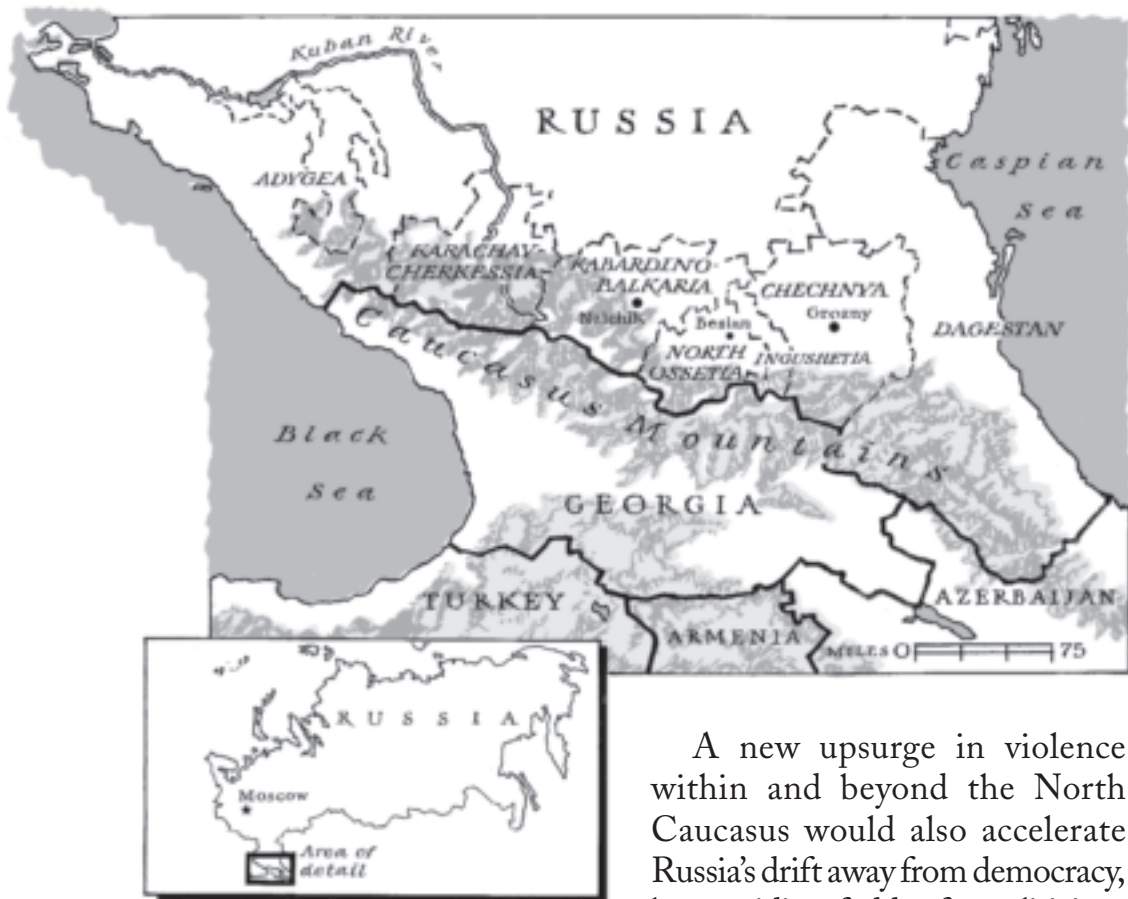 Kuban River
RUSSIA
Caspian
Sea
ADYGEA
KARACHAY-
CHERKESSIA
KABARDINO-
BALKARIA
Nalchik
CHECHNYA
Grozny
Beslan
NORTH
OSSETIA
INGUSHETIA
DAGESTAN
Caucasus Mountains
Black
Sea
GEORGIA
TURKEY
ARMENIA
AZERBAIJAN
MILES 0 75
RUSSIA
Moscow
Area of
detail
A new upsurge in violence
within and beyond the North
Caucasus would also accelerate
Russia's drift away from democracy,